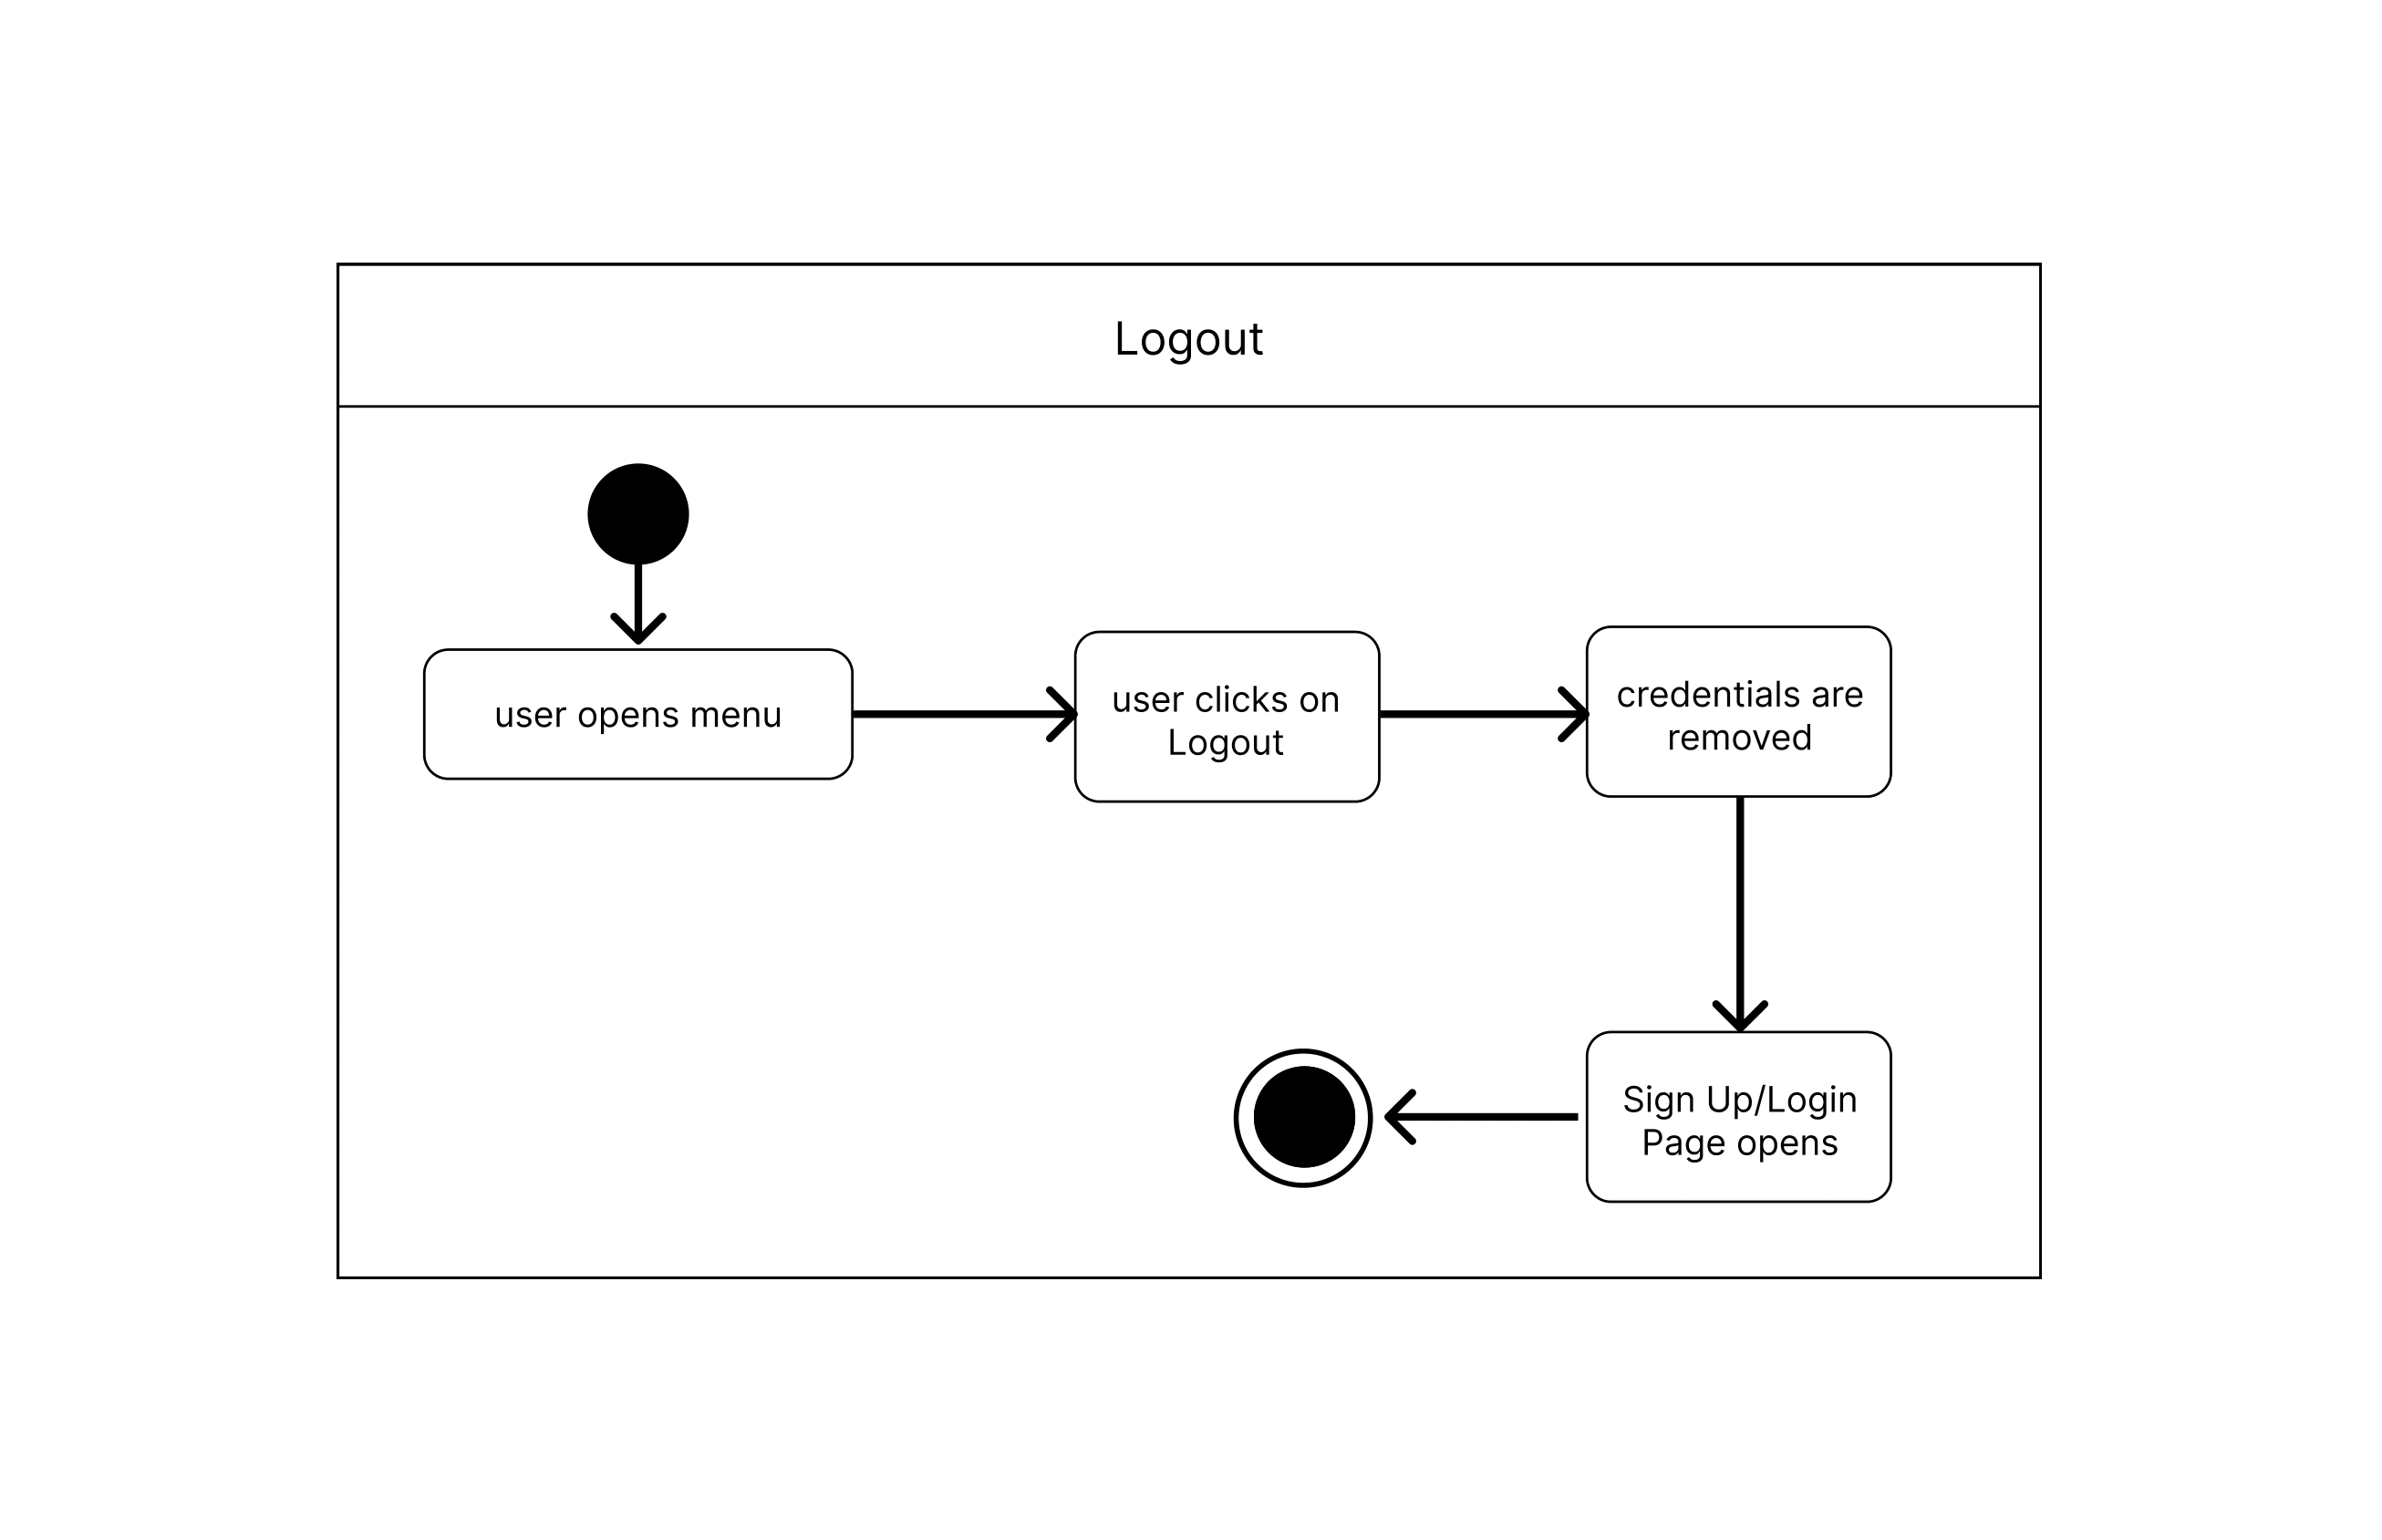 Logout
user opens menu
user clicks on
Logout
credentials are
removed
Sign Up/Login
Page opens